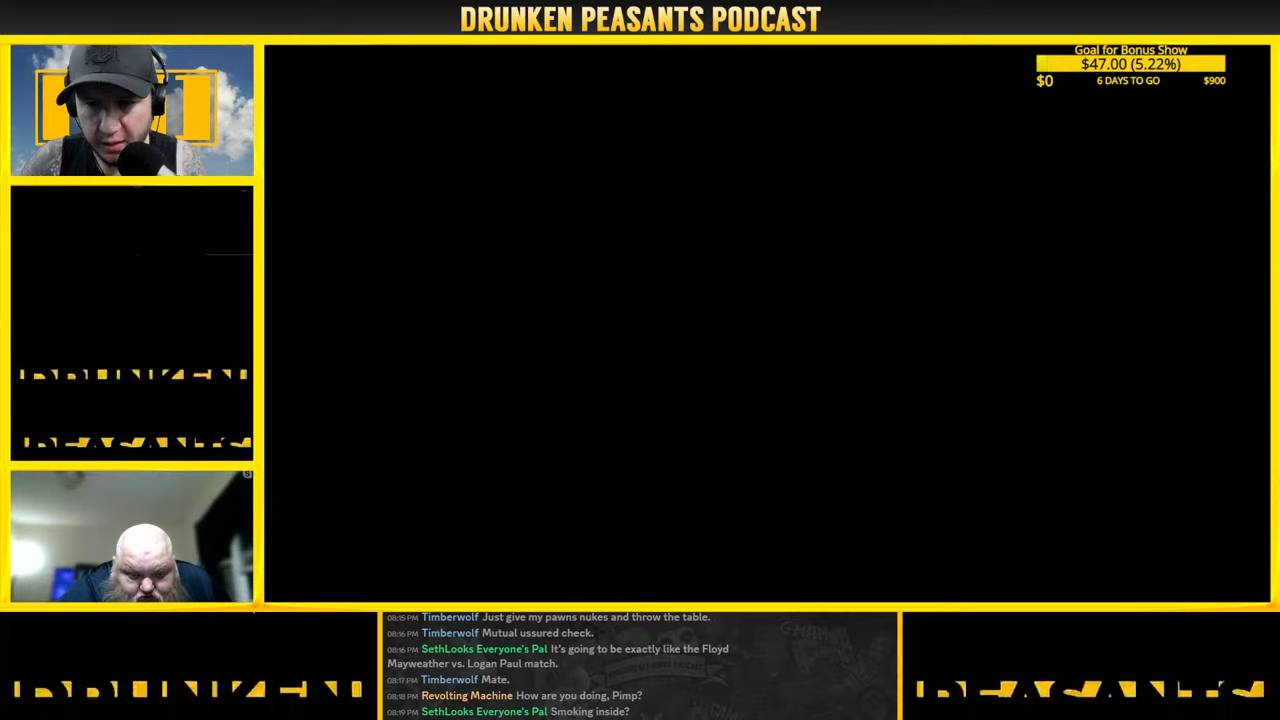 DRUNKEN PEASANTS PODCAST
Goal for Bonus Show
$47.00 (5.22%)
$0 6 DAYS TO GO $900
DRUNKEN
PEASANTS
08:15 PM Timberwolf Just give my pawns nukes and throw the table.
08:16 PM Timberwolf Mutual ussured check.
08:16 PM SethLooks Everyone's Pal It's going to be exactly like the Floyd
Mayweather vs. Logan Paul match.
08:17 PM Timberwolf Mate.
08:18 PM Revolting Machine How are you doing, Pimp?
08:19 PM SethLooks Everyone's Pal Smoking inside?
DRUNKEN
PEASANTS